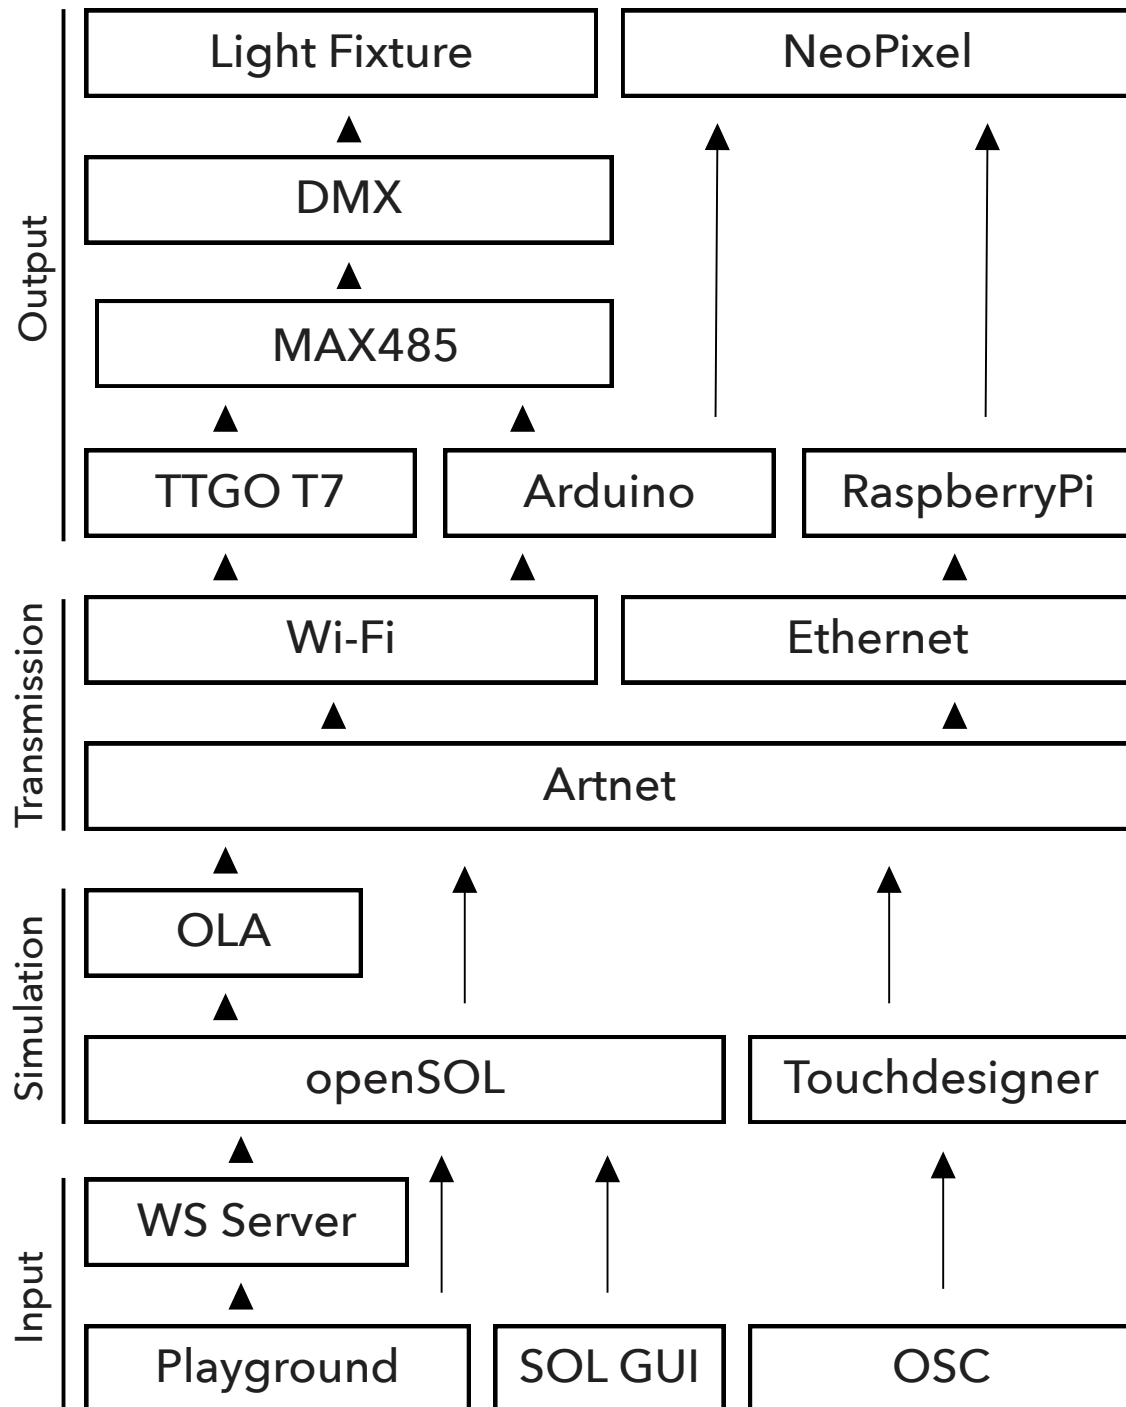 Light Fixture
NeoPixel
DMX
MAX485
TTGO T7
Arduino
RaspberryPi
Output
Wi-Fi
Ethernet
Artnet
Transmission
OLA
openSOL
Touchdesigner
Simulation
WS Server
Playground
SOL GUI
OSC
Input